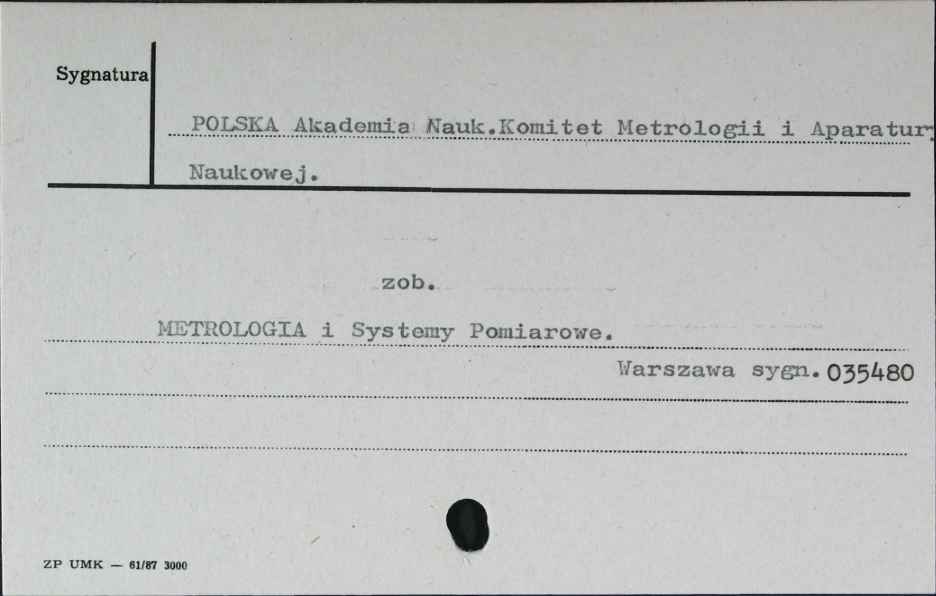 Sygnatura
POLSKA Akademia Nauk.Komitet Metrologii i Aparatury
Naukowej.
zob.
METROLOGIA i Systemy Pomiarowe.
Warszawa sygn. 035480
ZP UMK — 61/87 3000